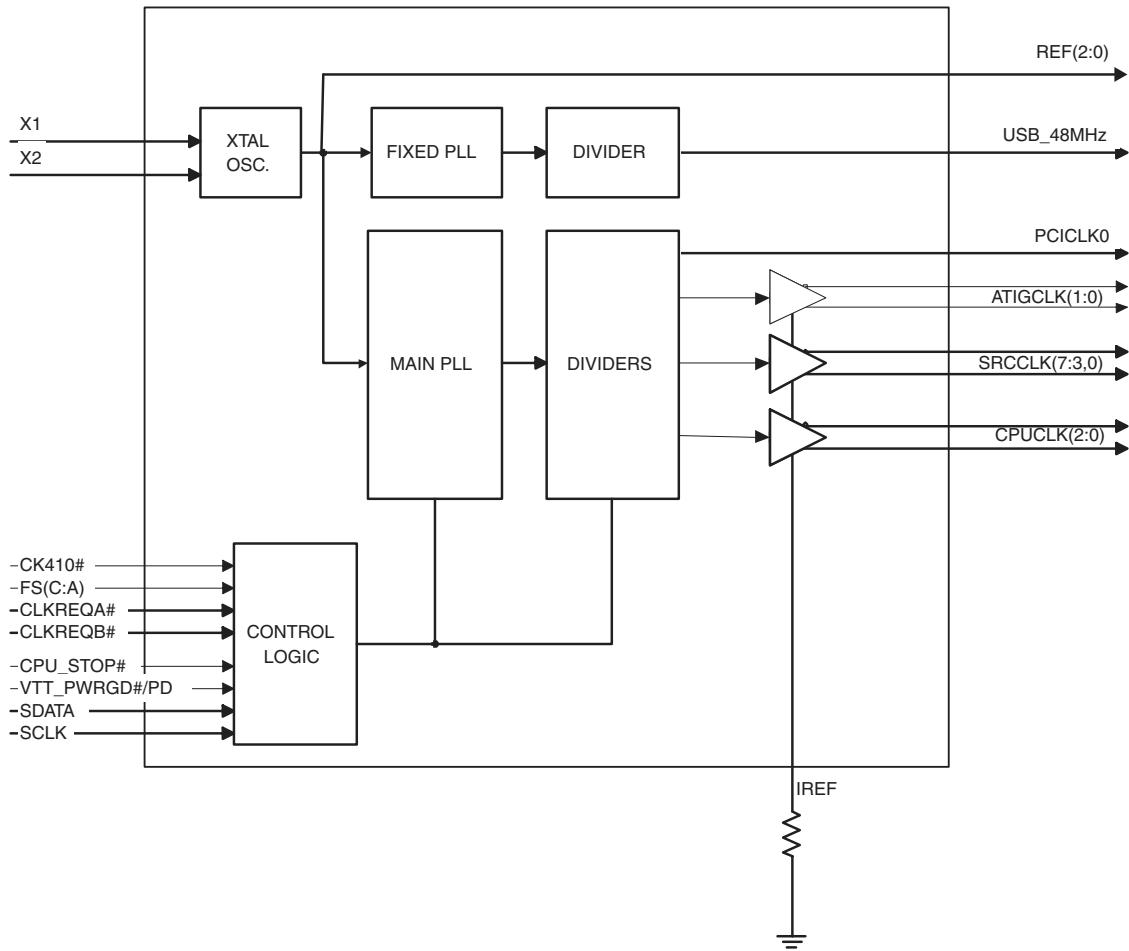 REF(2:0)
X1
X2
XTAL
OSC.
FIXED PLL
DIVIDER
USB_48MHz
PCICLK0
ATIGCLK(1:0)
MAIN PLL
DIVIDERS
SRCCLK(7:3,0)
CPUCLK(2:0)
CK410#
FS(C:A)
CLKREQA#
CLKREQB#
CPU_STOP#
VTT_PWRGD#/PD
SDATA
SCLK
CONTROL
LOGIC
IREF